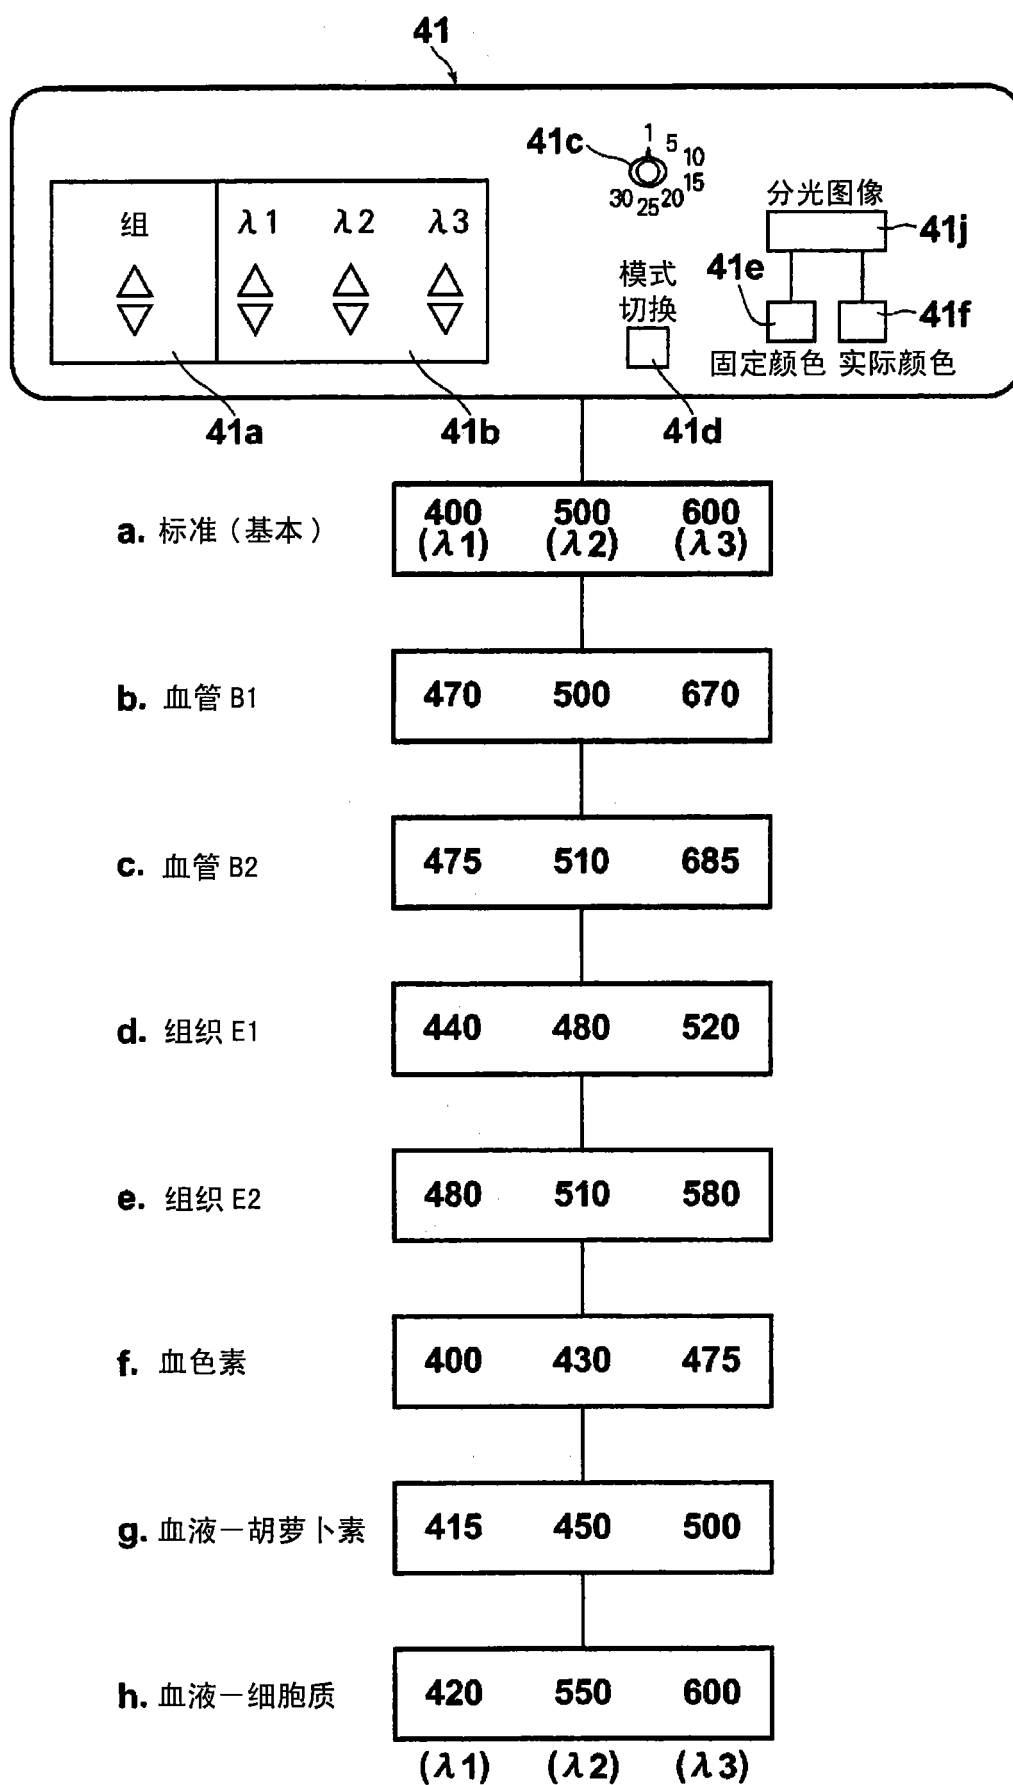 41
41c
1 5 10 15 20 25 30
组 λ1 λ2 λ3
分光图像
41j
模式
切换
41e
41f
固定颜色 实际颜色
41a 41b 41d
a. 标准（基本） 400 500 600
(λ1) (λ2) (λ3)
b. 血管 B1 470 500 670
c. 血管 B2 475 510 685
d. 组织 E1 440 480 520
e. 组织 E2 480 510 580
f. 血色素 400 430 475
g. 血液－胡萝卜素 415 450 500
h. 血液－细胞质 420 550 600
(λ1) (λ2) (λ3)